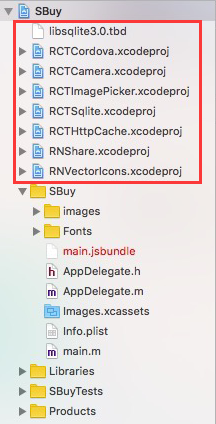 SBuy
libsqlite3.0.tbd
RCTCordova.xcodeproj
RCTCamera.xcodeproj
RCTImagePicker.xcodeproj
RCTSqlite.xcodeproj
RCTHttpCache.xcodeproj
RNShare.xcodeproj
RNVectorIcons.xcodeproj
SBuy
images
Fonts
main.jsbundle
h AppDelegate.h
m AppDelegate.m
Images.xcassets
Info.plist
m main.m
Libraries
SBuyTests
Products